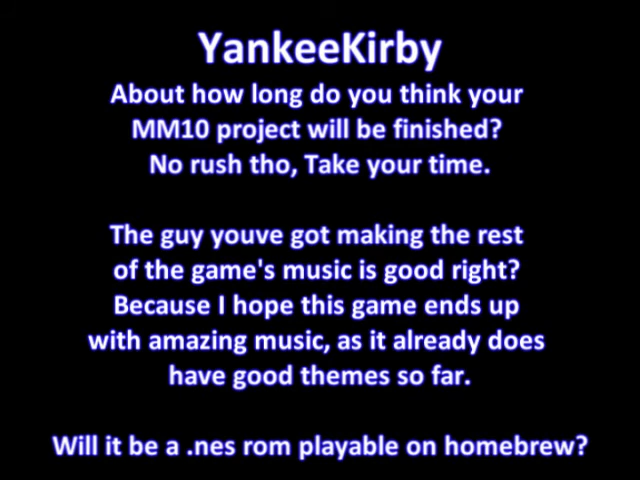 YankeeKirby
About how long do you think your
MM10 project will be finished?
No rush tho, Take your time.
The guy youve got making the rest
of the game's music is good right?
Because I hope this game ends up
with amazing music, as it already does
have good themes so far.
Will it be a .nes rom playable on homebrew?